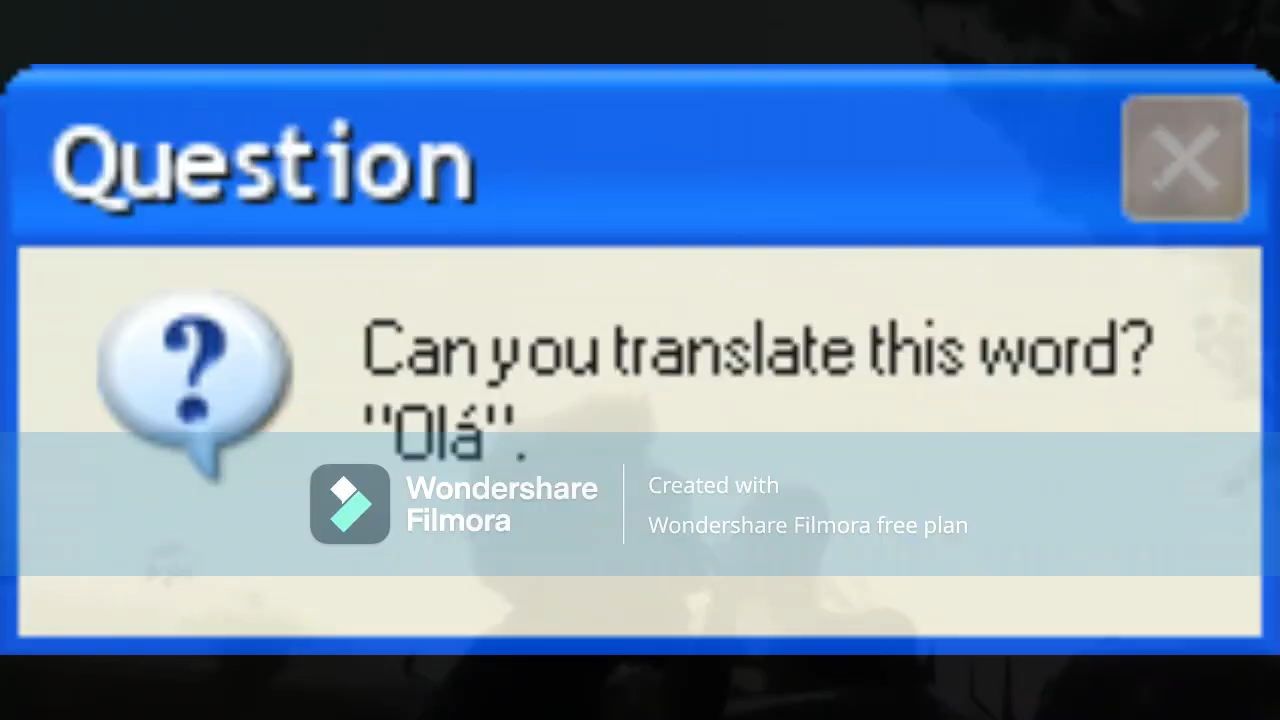 Question
Can you translate this word?
"Olá".
Wondershare
Filmora
Created with
Wondershare Filmora free plan